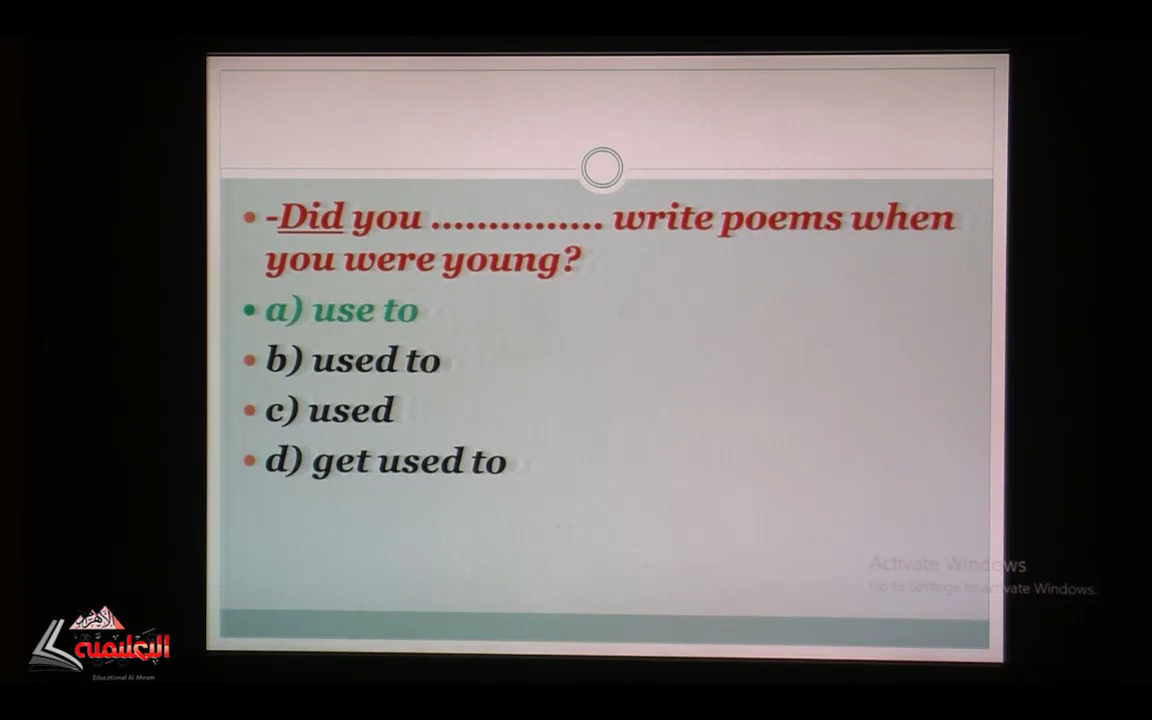 -Did you ............... write poems when
you were young?
a) use to
b) used to
c) used
d) get used to
Activate Windows
Go to Settings to activate Windows.
الأهرام
التعليمية
Educational Al Ahram